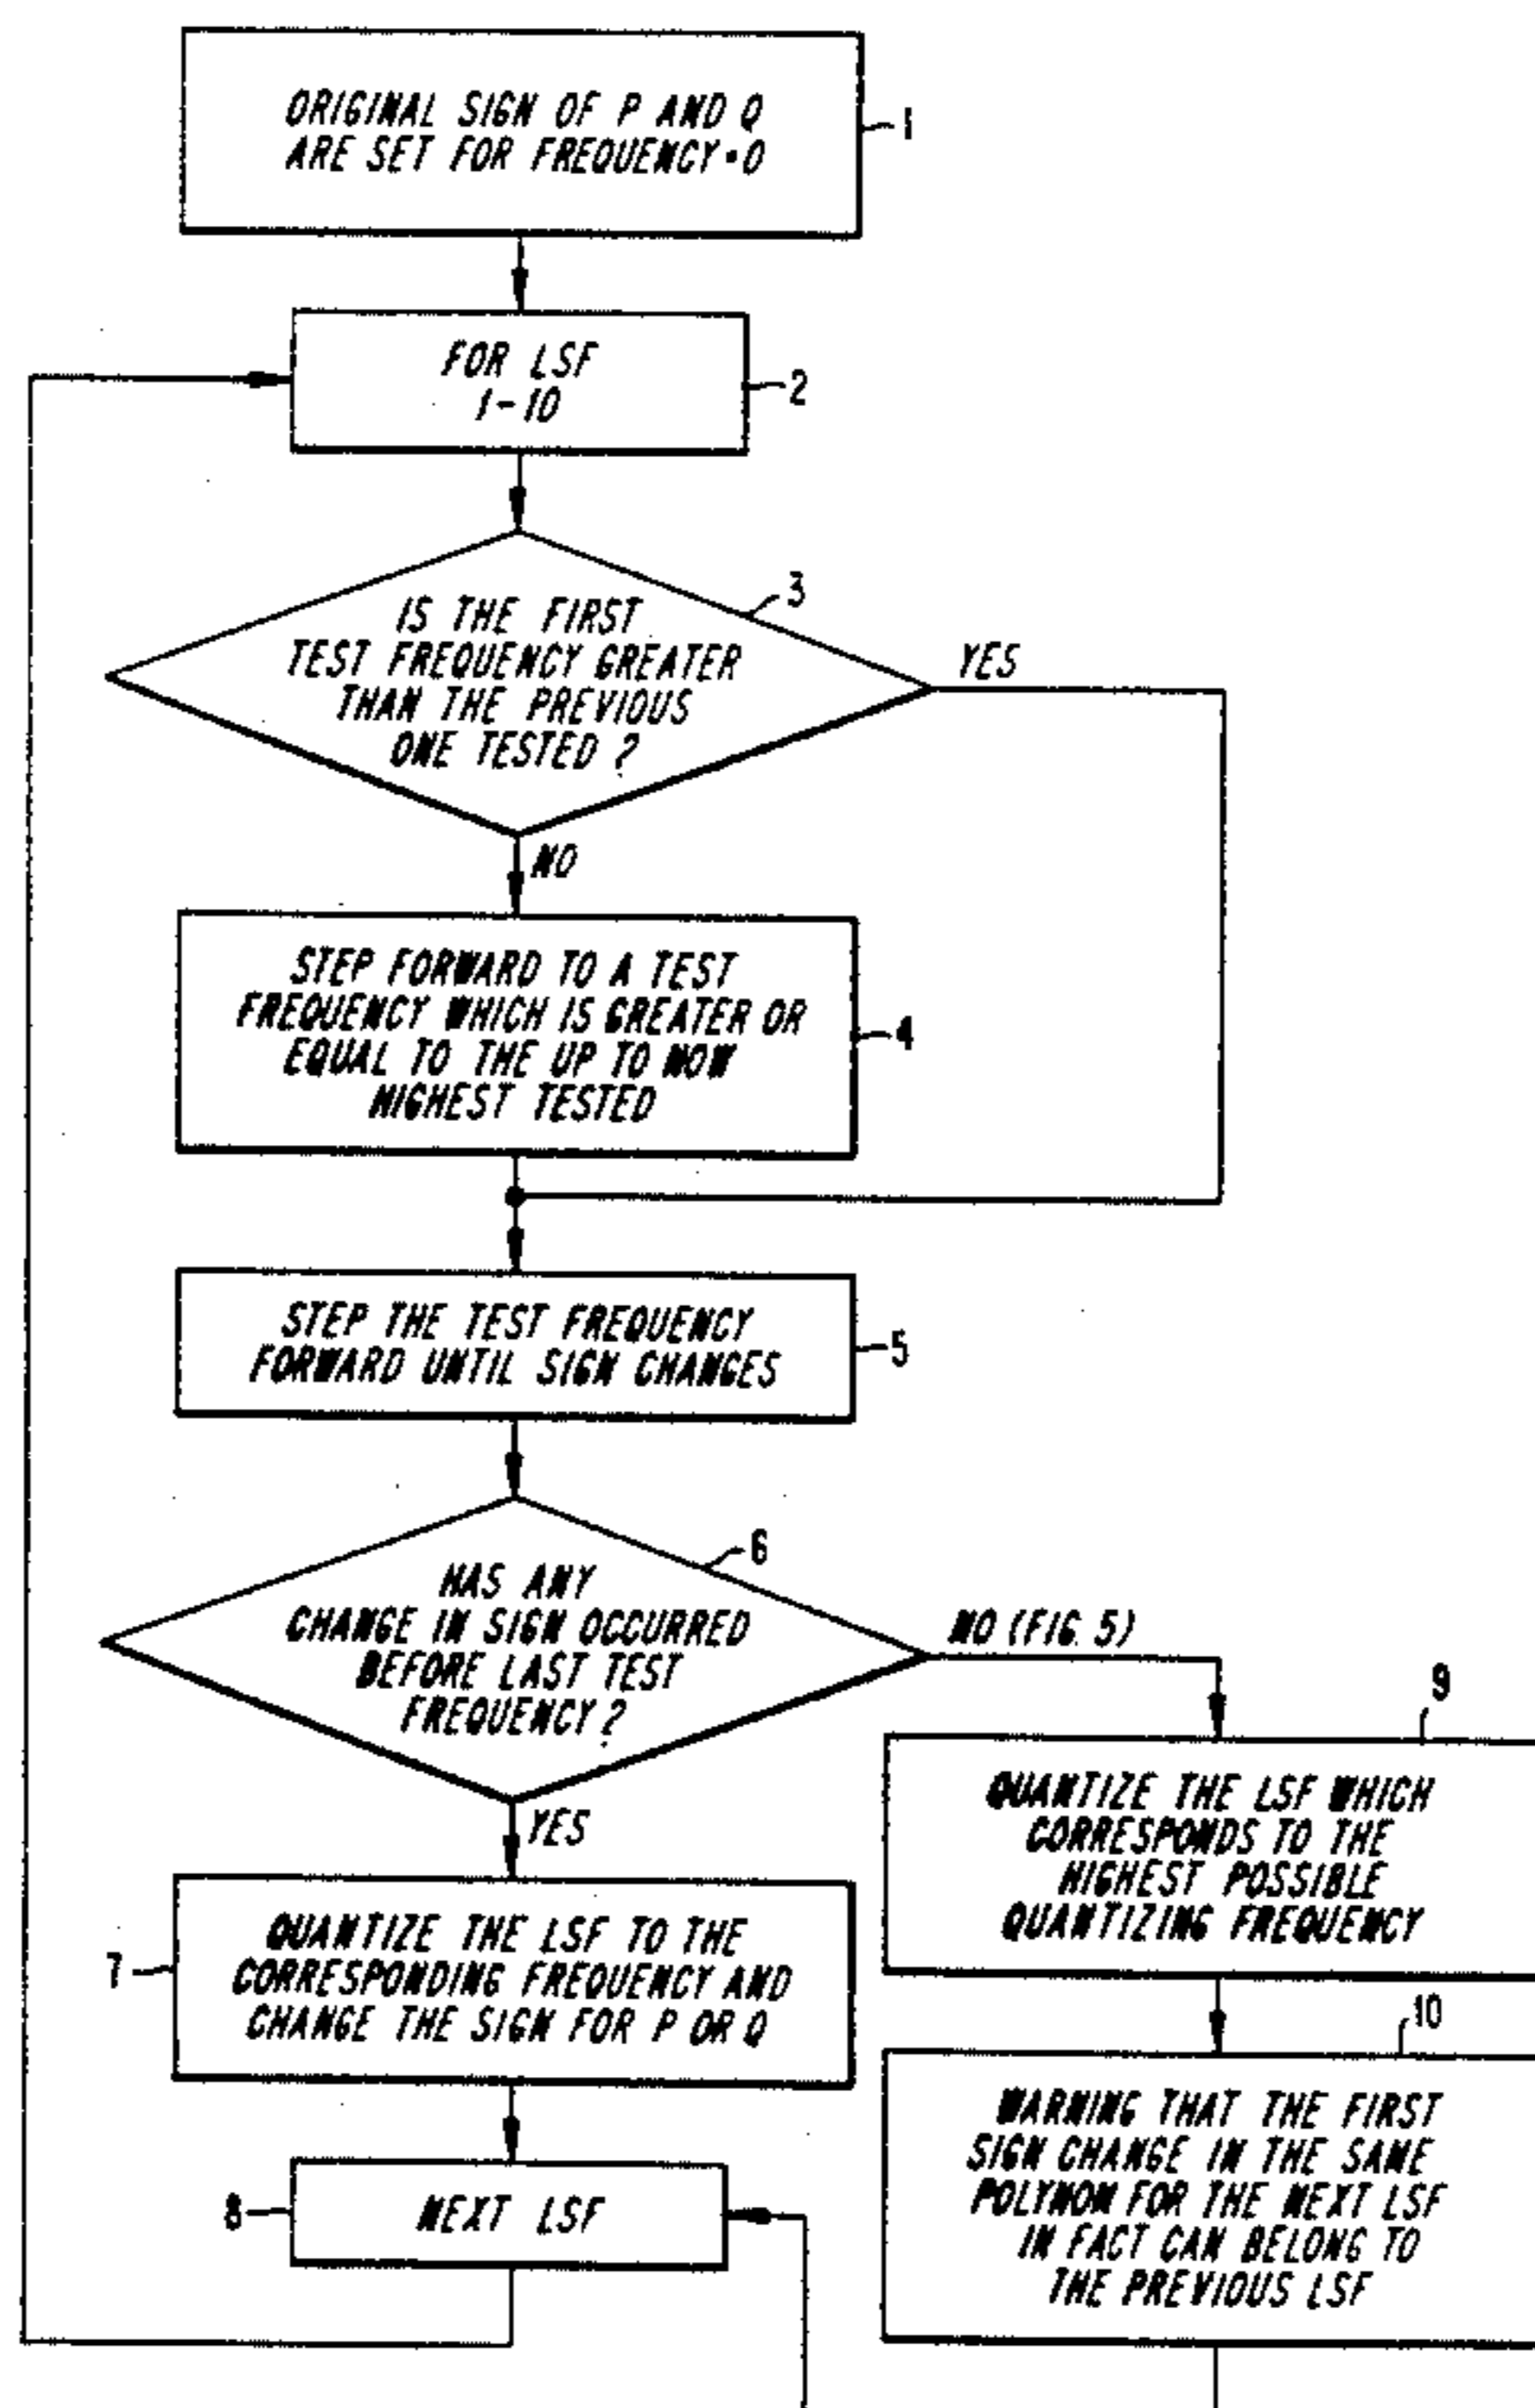 ORIGINAL SIGN OF P AND Q
ARE SET FOR FREQUENCY=0
1
FOR LSF
1-10
2
IS THE FIRST
TEST FREQUENCY GREATER
THAN THE PREVIOUS
ONE TESTED ?
3
YES
NO
STEP FORWARD TO A TEST
FREQUENCY WHICH IS GREATER OR
EQUAL TO THE UP TO NOW
HIGHEST TESTED
4
STEP THE TEST FREQUENCY
FORWARD UNTIL SIGN CHANGES
5
HAS ANY
CHANGE IN SIGN OCCURRED
BEFORE LAST TEST
FREQUENCY ?
6
NO (FIG. 5)
YES
9
QUANTIZE THE LSF WHICH
CORRESPONDS TO THE
HIGHEST POSSIBLE
QUANTIZING FREQUENCY
QUANTIZE THE LSF TO THE
CORRESPONDING FREQUENCY AND
CHANGE THE SIGN FOR P OR Q
7
10
WARNING THAT THE FIRST
SIGN CHANGE IN THE SAME
POLYNOM FOR THE NEXT LSF
IN FACT CAN BELONG TO
THE PREVIOUS LSF
8
NEXT LSF